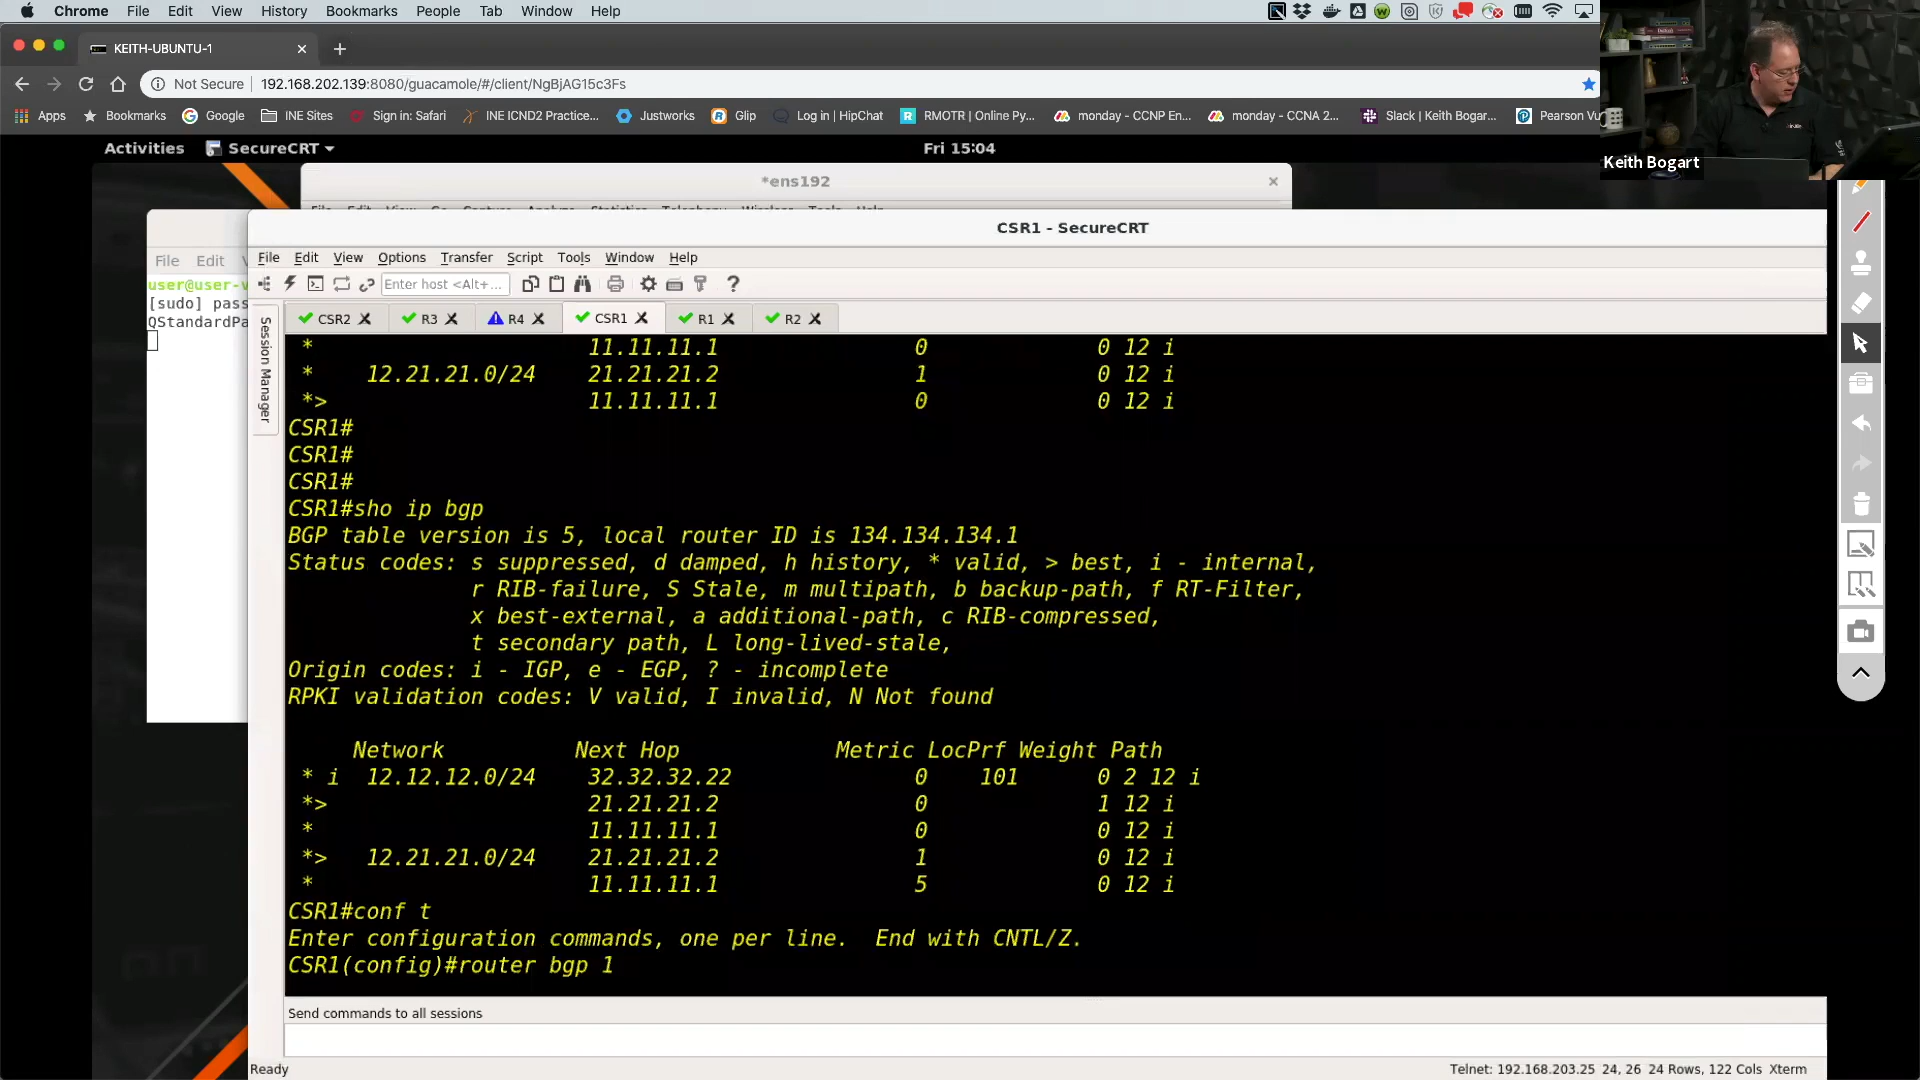 Chrome File Edit View History Bookmarks People Tab Window Help
KEITH-UBUNTU-1
Not Secure 192.168.202.139:8080/guacamole/#/client/NgBjAG15c3Fs
Apps Bookmarks Google INE Sites Sign in: Safari INE ICND2 Practice... Justworks Glip Log in | HipChat RMOTR | Online Py... monday - CCNP En... monday - CCNA 2... Slack | Keith Bogar... Pearson Vu
Keith Bogart
Activities SecureCRT Fri 15:04
*ens192
File Edit View Go Capture Analyze Statistics Telephony Wireless Tools Help
CSR1 - SecureCRT
File Edit V
File Edit View Options Transfer Script Tools Window Help
Enter host <Alt+...
user@user-v
[sudo] pass
QStandardPa
Session Manager
CSR2 R3 R4 CSR1 R1 R2
* 11.11.11.1 0 0 12 i
* 12.21.21.0/24 21.21.21.2 1 0 12 i
*> 11.11.11.1 0 0 12 i
CSR1#
CSR1#
CSR1#
CSR1#sho ip bgp
BGP table version is 5, local router ID is 134.134.134.1
Status codes: s suppressed, d damped, h history, * valid, > best, i - internal,
r RIB-failure, S Stale, m multipath, b backup-path, f RT-Filter,
x best-external, a additional-path, c RIB-compressed,
t secondary path, L long-lived-stale,
Origin codes: i - IGP, e - EGP, ? - incomplete
RPKI validation codes: V valid, I invalid, N Not found
Network Next Hop Metric LocPrf Weight Path
* i 12.12.12.0/24 32.32.32.22 0 101 0 2 12 i
*> 21.21.21.2 0 1 12 i
* 11.11.11.1 0 0 12 i
*> 12.21.21.0/24 21.21.21.2 1 0 12 i
* 11.11.11.1 5 0 12 i
CSR1#conf t
Enter configuration commands, one per line. End with CNTL/Z.
CSR1(config)#router bgp 1
Send commands to all sessions
Ready Telnet: 192.168.203.25 24, 26 24 Rows, 122 Cols Xterm